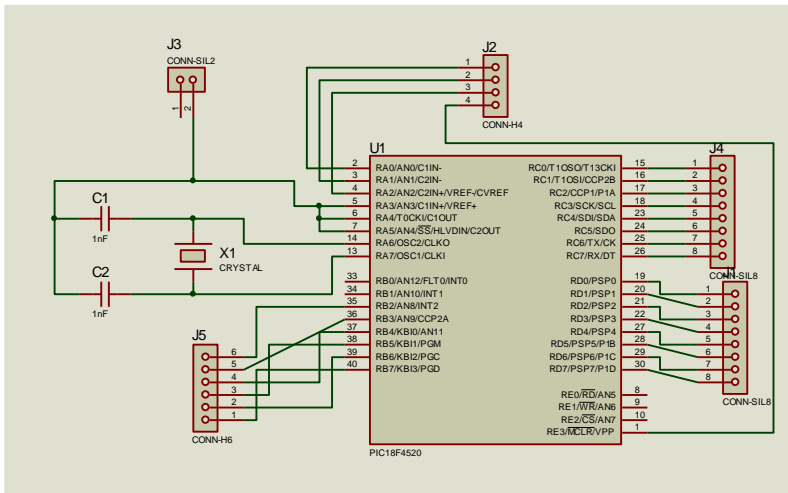 J3
CONN-SIL2
1
2
J2
1
2
3
4
CONN-H4
U1
2 RA0/AN0/C1IN-
3 RA1/AN1/C2IN-
4 RA2/AN2/C2IN+/VREF-/CVREF
5 RA3/AN3/C1IN+/VREF+
6 RA4/T0CKI/C1OUT
7 RA5/AN4/SS/HLVDIN/C2OUT
14 RA6/OSC2/CLKO
13 RA7/OSC1/CLKI
33 RB0/AN12/FLT0/INT0
34 RB1/AN10/INT1
35 RB2/AN8/INT2
36 RB3/AN9/CCP2A
37 RB4/KBI0/AN11
38 RB5/KBI1/PGM
39 RB6/KBI2/PGC
40 RB7/KBI3/PGD
RC0/T1OSO/T13CKI 15
RC1/T1OSI/CCP2B 16
RC2/CCP1/P1A 17
RC3/SCK/SCL 18
RC4/SDI/SDA 23
RC5/SDO 24
RC6/TX/CK 25
RC7/RX/DT 26
RD0/PSP0 19
RD1/PSP1 20
RD2/PSP2 21
RD3/PSP3 22
RD4/PSP4 27
RD5/PSP5/P1B 28
RD6/PSP6/P1C 29
RD7/PSP7/P1D 30
RE0/RD/AN5 8
RE1/WR/AN6 9
RE2/CS/AN7 10
RE3/MCLR/VPP 1
PIC18F4520
J4
1
2
3
4
5
6
7
8
CONN-SIL8
1
2
3
4
5
6
7
8
CONN-SIL8
C1
1nF
X1
CRYSTAL
C2
1nF
J5
6
5
4
3
2
1
CONN-H6